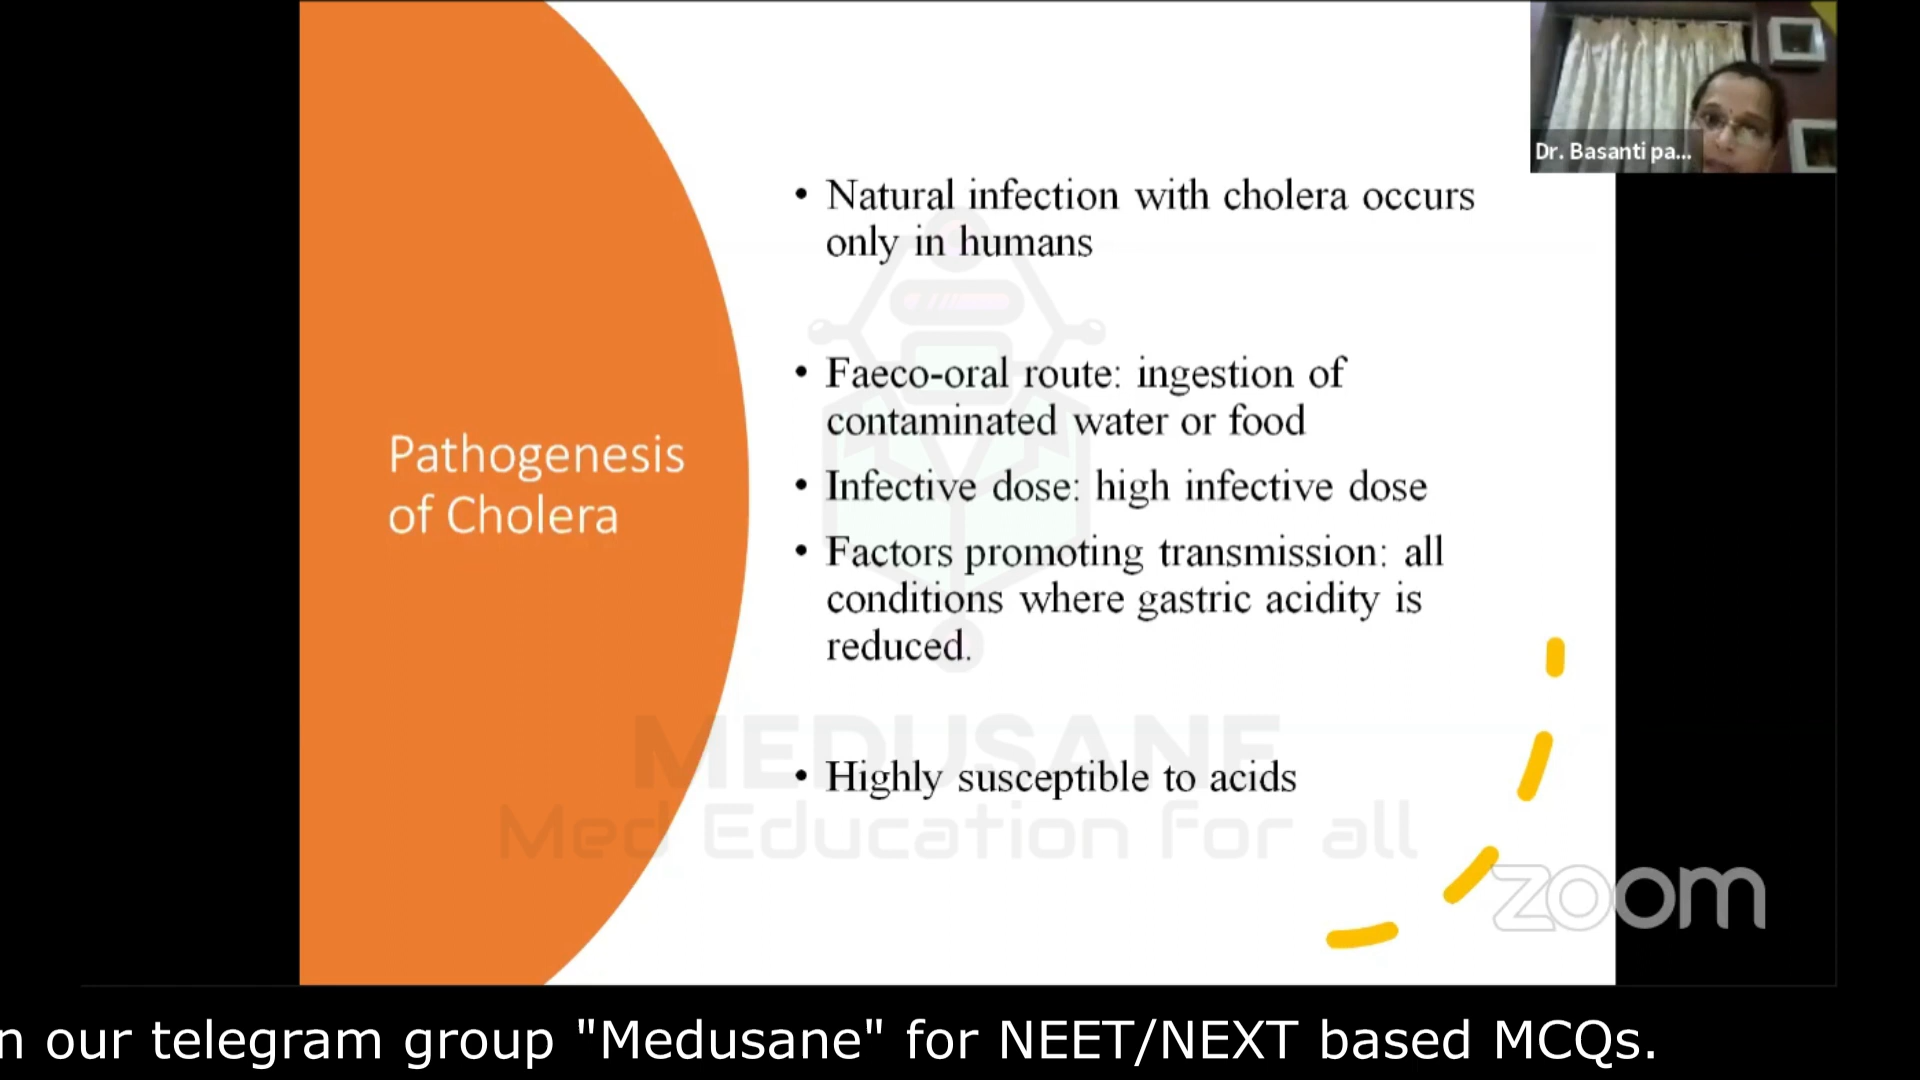 Dr. Basanti pa...
• Natural infection with cholera occurs
only in humans
• Faeco-oral route: ingestion of
contaminated water or food
• Infective dose: high infective dose
• Factors promoting transmission: all
conditions where gastric acidity is
reduced.
• Highly susceptible to acids
Pathogenesis
of Cholera
MEDUSANE
Med Education for all
zoom
n our telegram group "Medusane" for NEET/NEXT based MCQs.